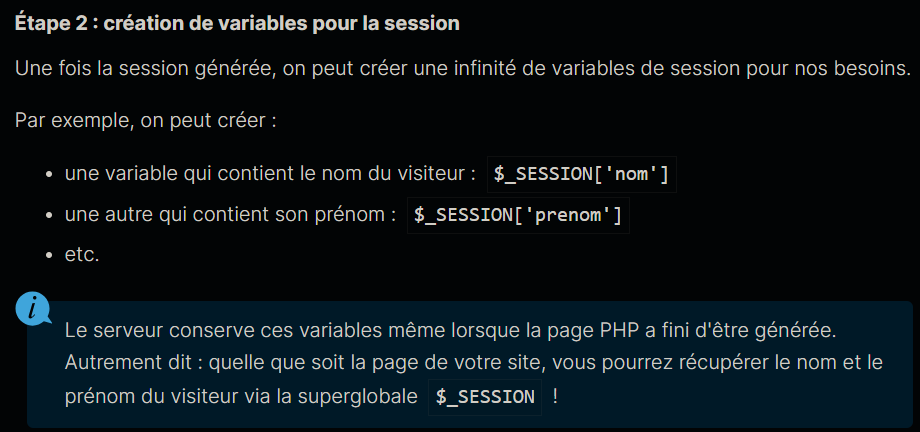 Étape 2 : création de variables pour la session
Une fois la session générée, on peut créer une infinité de variables de session pour nos besoins.
Par exemple, on peut créer :
• une variable qui contient le nom du visiteur : $_SESSION['nom']
• une autre qui contient son prénom : $_SESSION['prenom']
• etc.
i
Le serveur conserve ces variables même lorsque la page PHP a fini d'être générée.
Autrement dit : quelle que soit la page de votre site, vous pourrez récupérer le nom et le
prénom du visiteur via la superglobale $_SESSION !